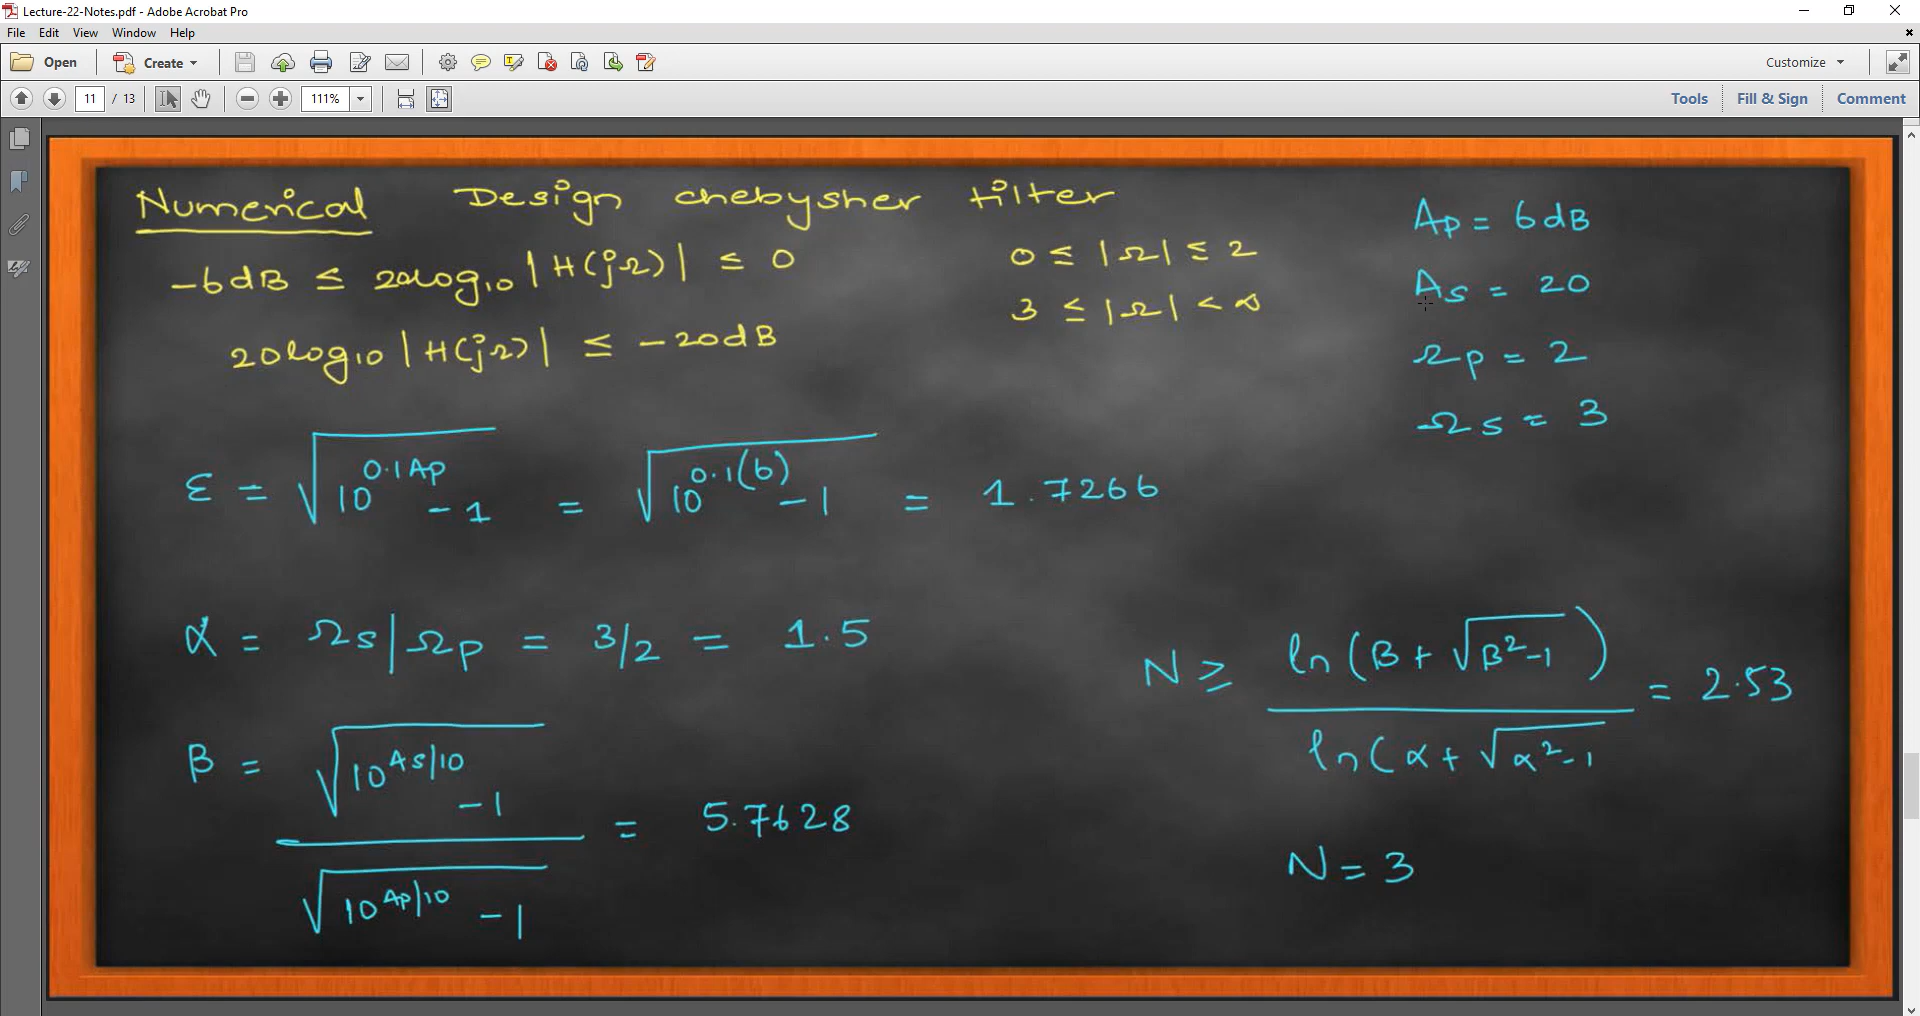 Lecture-22-Notes.pdf - Adobe Acrobat Pro
File Edit View Window Help
Open Create Customize
11 / 13 111% Tools Fill & Sign Comment
Numerical Design chebysher filter
-6dB ≤ 20log10 |H(jΩ)| ≤ 0 0 ≤ |Ω| ≤ 2
20log10 |H(jΩ)| ≤ -20dB 3 ≤ |Ω| < ∞
Ap = 6dB
As = 20
Ωp = 2
Ωs = 3
ε = √(10^0.1Ap - 1) = √(10^0.1(6) - 1) = 1.7266
α = Ωs/Ωp = 3/2 = 1.5
β = √(10^As/10 - 1) / √(10^Ap/10 - 1) = 5.7628
N ≥ ln(β + √β²-1) / ln(α + √α²-1 = 2.53
N = 3